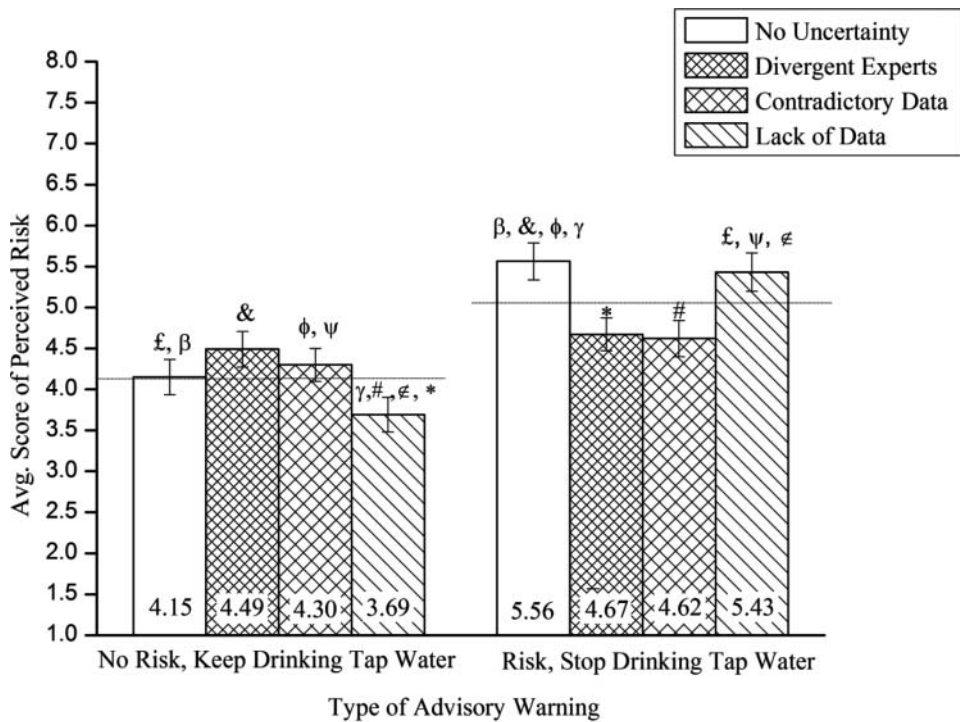 No Uncertainty
Divergent Experts
Contradictory Data
Lack of Data
Avg. Score of Perceived Risk
8.0
7.5
7.0
6.5
6.0
5.5
5.0
4.5
4.0
3.5
3.0
2.5
2.0
1.5
1.0
£, β
&
ϕ, ψ
γ,#,∉, *
β, &, ϕ, γ
*
#
£, ψ, ∉
4.15
4.49
4.30
3.69
5.56
4.67
4.62
5.43
No Risk, Keep Drinking Tap Water
Risk, Stop Drinking Tap Water
Type of Advisory Warning